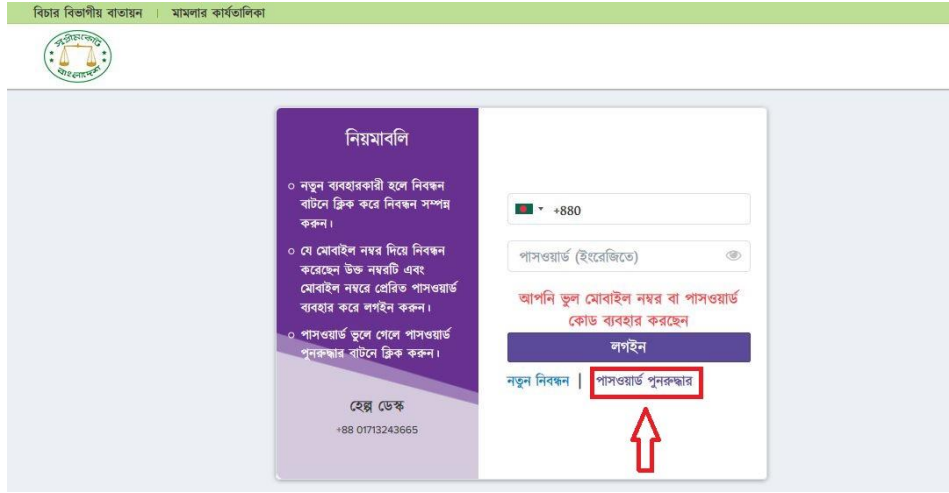 বিচার বিভাগীয় বাতায়ন | মামলার কার্যতালিকা
সুপ্রীমকোর্ট
বাংলাদেশ
নিয়মাবলি
নতুন ব্যবহারকারী হলে নিবন্ধন
বাটনে ক্লিক করে নিবন্ধন সম্পন্ন
করুন।
যে মোবাইল নম্বর দিয়ে নিবন্ধন
করেছেন উক্ত নম্বরটি এবং
মোবাইল নম্বরে প্রেরিত পাসওয়ার্ড
ব্যবহার করে লগইন করুন।
পাসওয়ার্ড ভুলে গেলে পাসওয়ার্ড
পুনরুদ্ধার বাটনে ক্লিক করুন।
হেল্প ডেস্ক
+88 01713243665
+880
পাসওয়ার্ড (ইংরেজিতে)
আপনি ভুল মোবাইল নম্বর বা পাসওয়ার্ড
কোড ব্যবহার করছেন
লগইন
নতুন নিবন্ধন | পাসওয়ার্ড পুনরুদ্ধার